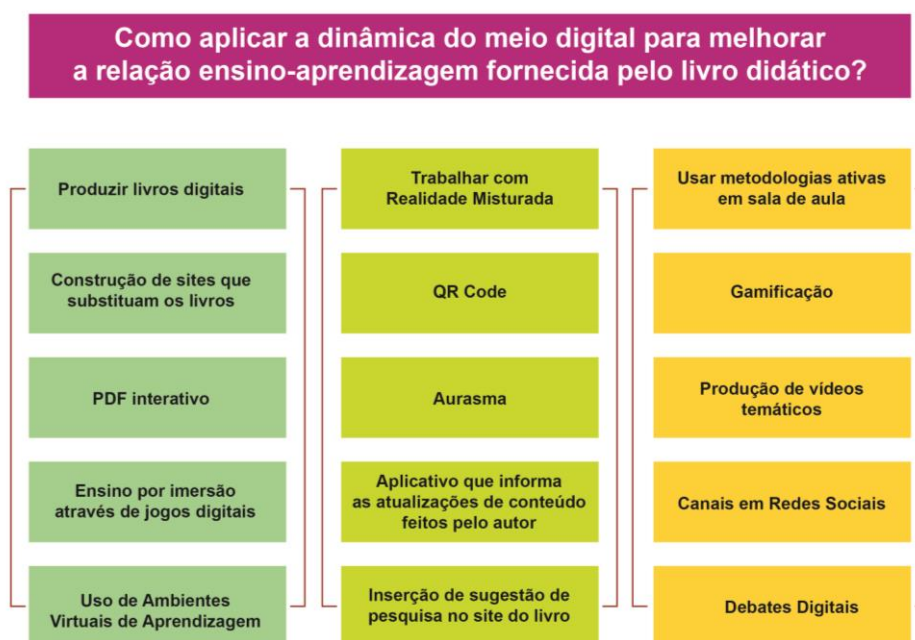 Como aplicar a dinâmica do meio digital para melhorar
a relação ensino-aprendizagem fornecida pelo livro didático?
Produzir livros digitais
Construção de sites que
substituam os livros
PDF interativo
Ensino por imersão
através de jogos digitais
Uso de Ambientes
Virtuais de Aprendizagem
Trabalhar com
Realidade Misturada
QR Code
Aurasma
Aplicativo que informa
as atualizações de conteúdo
feitos pelo autor
Inserção de sugestão de
pesquisa no site do livro
Usar metodologias ativas
em sala de aula
Gamificação
Produção de vídeos
temáticos
Canais em Redes Sociais
Debates Digitais